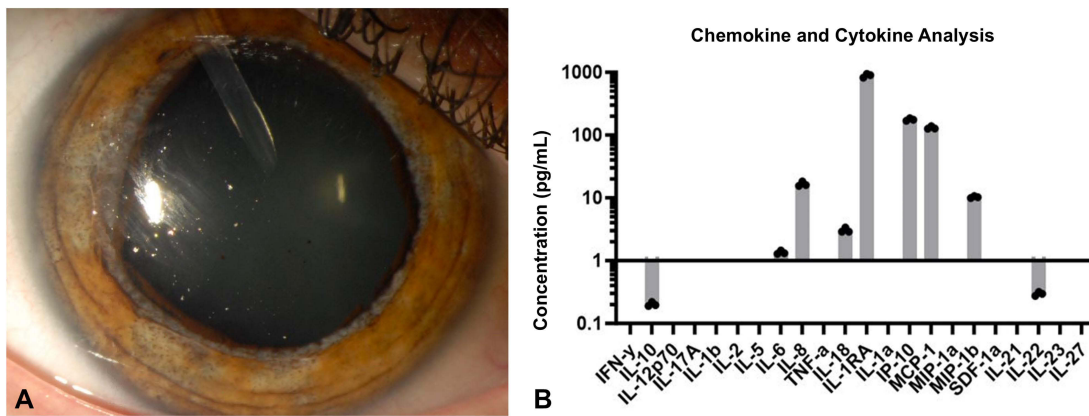 A
B
Chemokine and Cytokine Analysis
Concentration (pg/mL)
1000
100
10
1
0.1
IFN-y
IL-10
IL-12p70
IL-17A
IL-1b
IL-2
IL-5
IL-6
IL-8
TNF-a
IL-18
IL-1RA
IL-1a
IP-10
MCP-1
MIP-1a
MIP-1b
SDF-1a
IL-21
IL-22
IL-23
IL-27